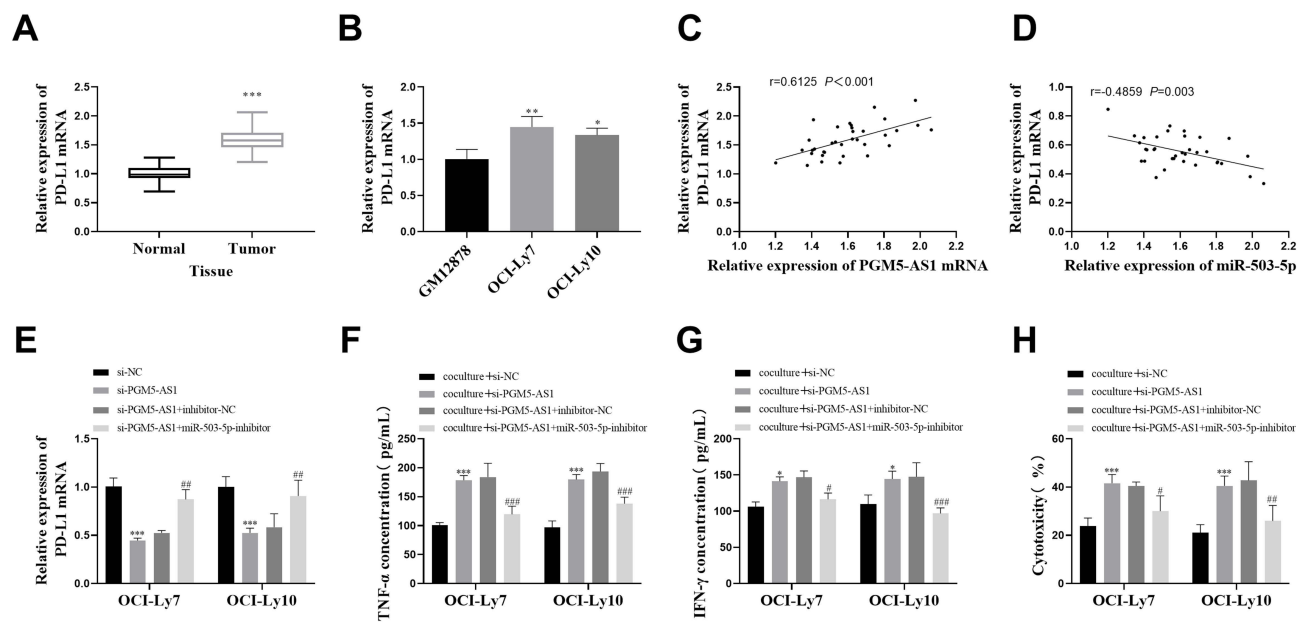 A
Relative expression of
PD-L1 mRNA
2.5
2.0
1.5
1.0
0.5
0.0
***
Normal
Tumor
Tissue
B
Relative expression of
PD-L1 mRNA
2.0
1.5
1.0
0.5
0.0
**
*
GM12878
OCI-Ly7
OCI-Ly10
C
r=0.6125 P<0.001
Relative expression of
PD-L1 mRNA
2.5
2.0
1.5
1.0
0.5
0.0
1.0 1.2 1.4 1.6 1.8 2.0 2.2
Relative expression of PGM5-AS1 mRNA
D
r=-0.4859 P=0.003
Relative expression of
PD-L1 mRNA
1.0
0.8
0.6
0.4
0.2
0.0
1.0 1.2 1.4 1.6 1.8 2.0 2.2
Relative expression of miR-503-5p
E
si-NC
si-PGM5-AS1
si-PGM5-AS1+inhibitor-NC
si-PGM5-AS1+miR-503-5p-inhibitor
Relative expression of
PD-L1 mRNA
1.5
1.0
0.5
0.0
***
##
***
##
OCI-Ly7
OCI-Ly10
F
coculture+si-NC
coculture+si-PGM5-AS1
coculture+si-PGM5-AS1+inhibitor-NC
coculture+si-PGM5-AS1+miR-503-5p-inhibitor
TNF-α concentration( pg/mL)
250
200
150
100
50
0
***
###
***
###
OCI-Ly7
OCI-Ly10
G
coculture+si-NC
coculture+si-PGM5-AS1
coculture+si-PGM5-AS1+inhibitor-NC
coculture+si-PGM5-AS1+miR-503-5p-inhibitor
IFN-γ concentration( pg/mL)
200
150
100
50
0
*
#
*
###
OCI-Ly7
OCI-Ly10
H
coculture+si-NC
coculture+si-PGM5-AS1
coculture+si-PGM5-AS1+inhibitor-NC
coculture+si-PGM5-AS1+miR-503-5p-inhibitor
Cytotoxicity( %)
60
40
20
0
***
#
***
##
OCI-Ly7
OCI-Ly10